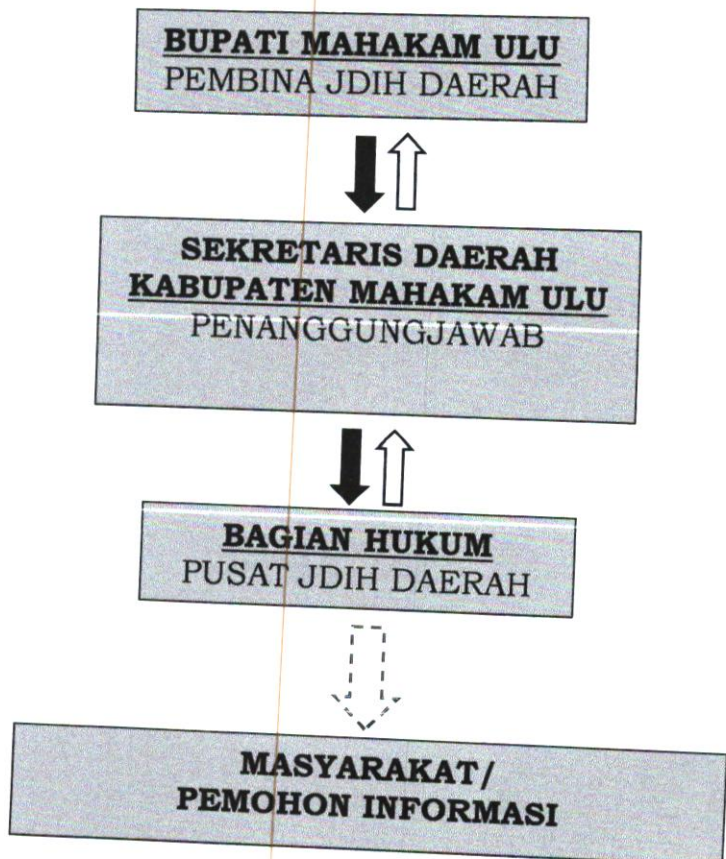 BUPATI MAHAKAM ULU
PEMBINA JDIH DAERAH
SEKRETARIS DAERAH
KABUPATEN MAHAKAM ULU
PENANGGUNGJAWAB
BAGIAN HUKUM
PUSAT JDIH DAERAH
MASYARAKAT/
PEMOHON INFORMASI